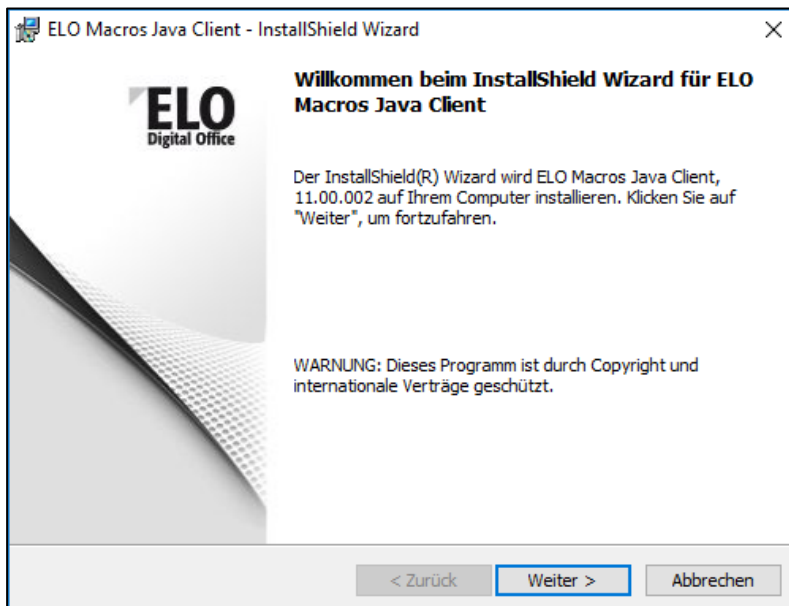 ELO Macros Java Client - InstallShield Wizard
ELO
Digital Office
Willkommen beim InstallShield Wizard für ELO
Macros Java Client
Der InstallShield(R) Wizard wird ELO Macros Java Client,
11.00.002 auf Ihrem Computer installieren. Klicken Sie auf
"Weiter", um fortzufahren.
WARNUNG: Dieses Programm ist durch Copyright und
internationale Verträge geschützt.
< Zurück
Weiter >
Abbrechen